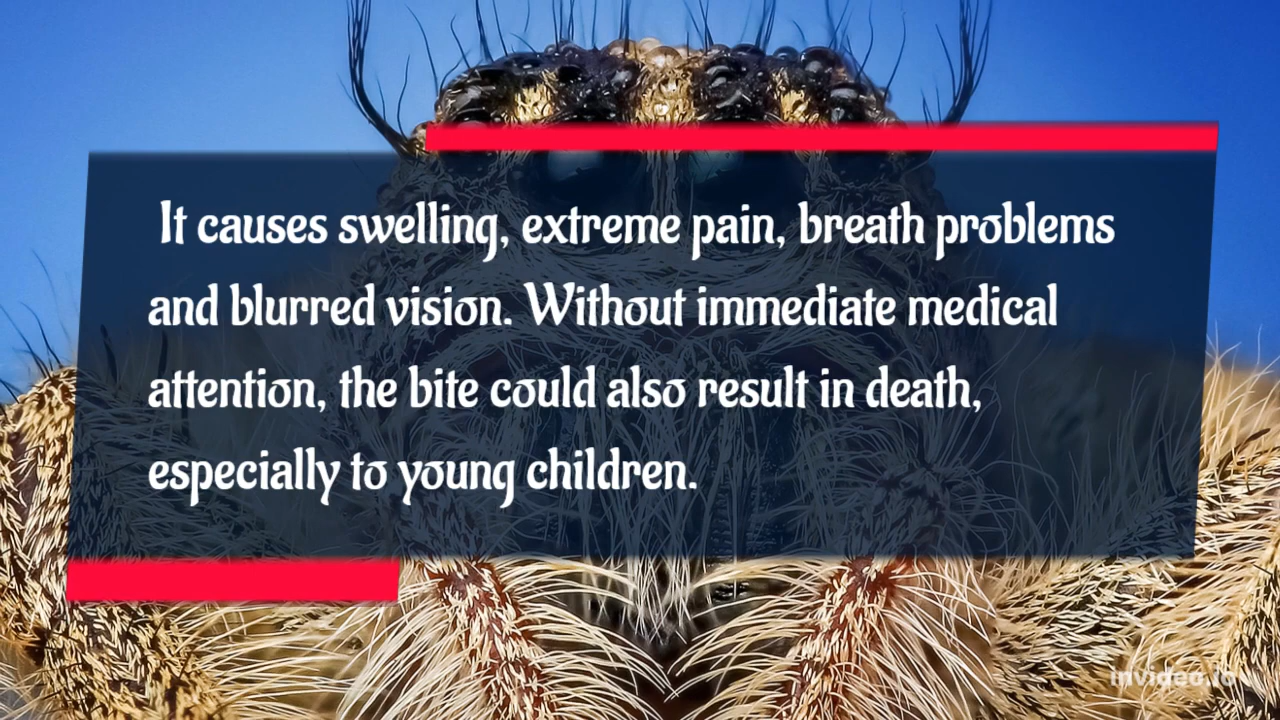 It causes swelling, extreme pain, breath problems
and blurred vision. Without immediate medical
attention, the bite could also result in death,
especially to young children.
invideo.io